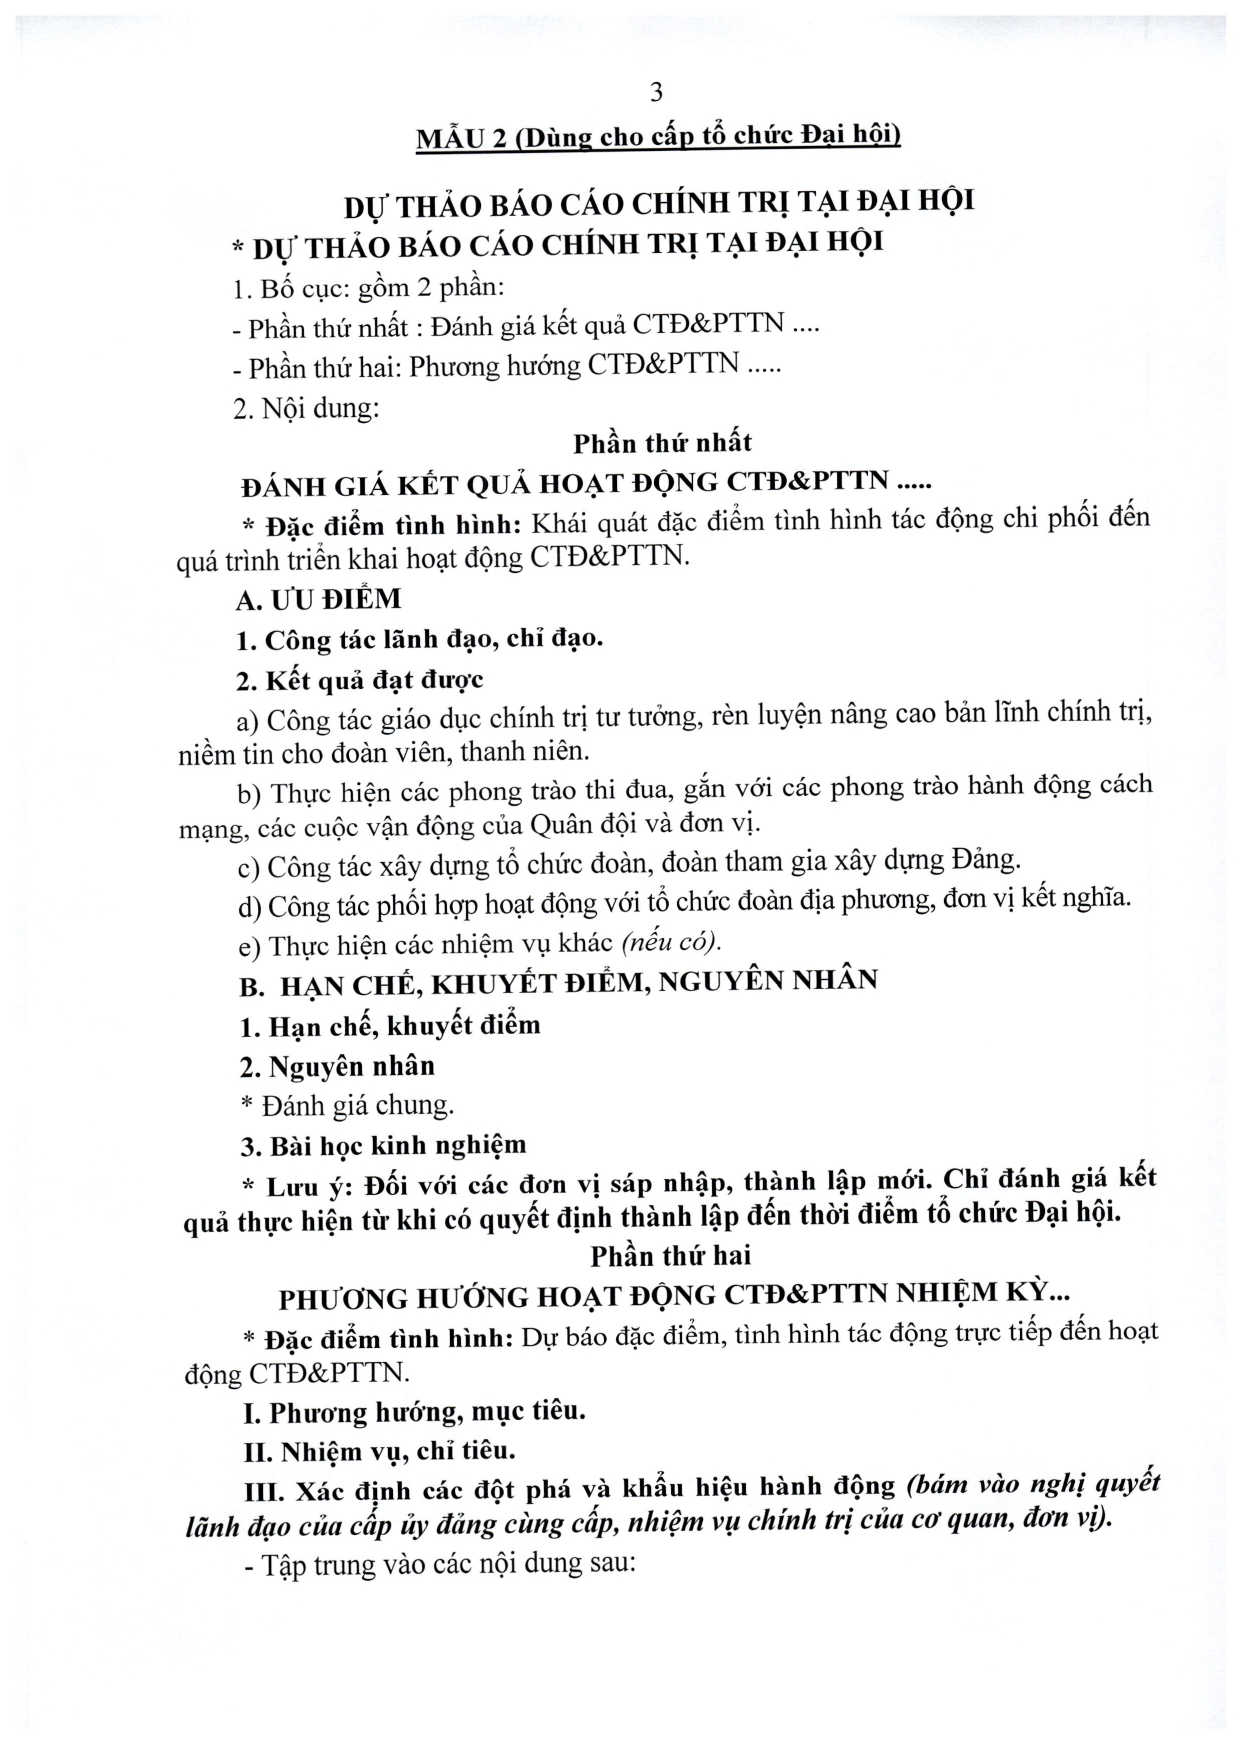 3
MẪU 2 (Dùng cho cấp tổ chức Đại hội)
DỰ THẢO BÁO CÁO CHÍNH TRỊ TẠI ĐẠI HỘI
* DỰ THẢO BÁO CÁO CHÍNH TRỊ TẠI ĐẠI HỘI
1. Bố cục: gồm 2 phần:
- Phần thứ nhất : Đánh giá kết quả CTĐ&PTTN ....
- Phần thứ hai: Phương hướng CTĐ&PTTN .....
2. Nội dung:
Phần thứ nhất
ĐÁNH GIÁ KẾT QUẢ HOẠT ĐỘNG CTĐ&PTTN .....
* Đặc điểm tình hình: Khái quát đặc điểm tình hình tác động chi phối đến
quá trình triển khai hoạt động CTĐ&PTTN.
A. ƯU ĐIỂM
1. Công tác lãnh đạo, chỉ đạo.
2. Kết quả đạt được
a) Công tác giáo dục chính trị tư tưởng, rèn luyện nâng cao bản lĩnh chính trị,
niềm tin cho đoàn viên, thanh niên.
b) Thực hiện các phong trào thi đua, gắn với các phong trào hành động cách
mạng, các cuộc vận động của Quân đội và đơn vị.
c) Công tác xây dựng tổ chức đoàn, đoàn tham gia xây dựng Đảng.
d) Công tác phối hợp hoạt động với tổ chức đoàn địa phương, đơn vị kết nghĩa.
e) Thực hiện các nhiệm vụ khác (nếu có).
B. HẠN CHẾ, KHUYẾT ĐIỂM, NGUYÊN NHÂN
1. Hạn chế, khuyết điểm
2. Nguyên nhân
* Đánh giá chung.
3. Bài học kinh nghiệm
* Lưu ý: Đối với các đơn vị sáp nhập, thành lập mới. Chỉ đánh giá kết
quả thực hiện từ khi có quyết định thành lập đến thời điểm tổ chức Đại hội.
Phần thứ hai
PHƯƠNG HƯỚNG HOẠT ĐỘNG CTĐ&PTTN NHIỆM KỲ...
* Đặc điểm tình hình: Dự báo đặc điểm, tình hình tác động trực tiếp đến hoạt
động CTĐ&PTTN.
I. Phương hướng, mục tiêu.
II. Nhiệm vụ, chỉ tiêu.
III. Xác định các đột phá và khẩu hiệu hành động (bám vào nghị quyết
lãnh đạo của cấp ủy đảng cùng cấp, nhiệm vụ chính trị của cơ quan, đơn vị).
- Tập trung vào các nội dung sau: